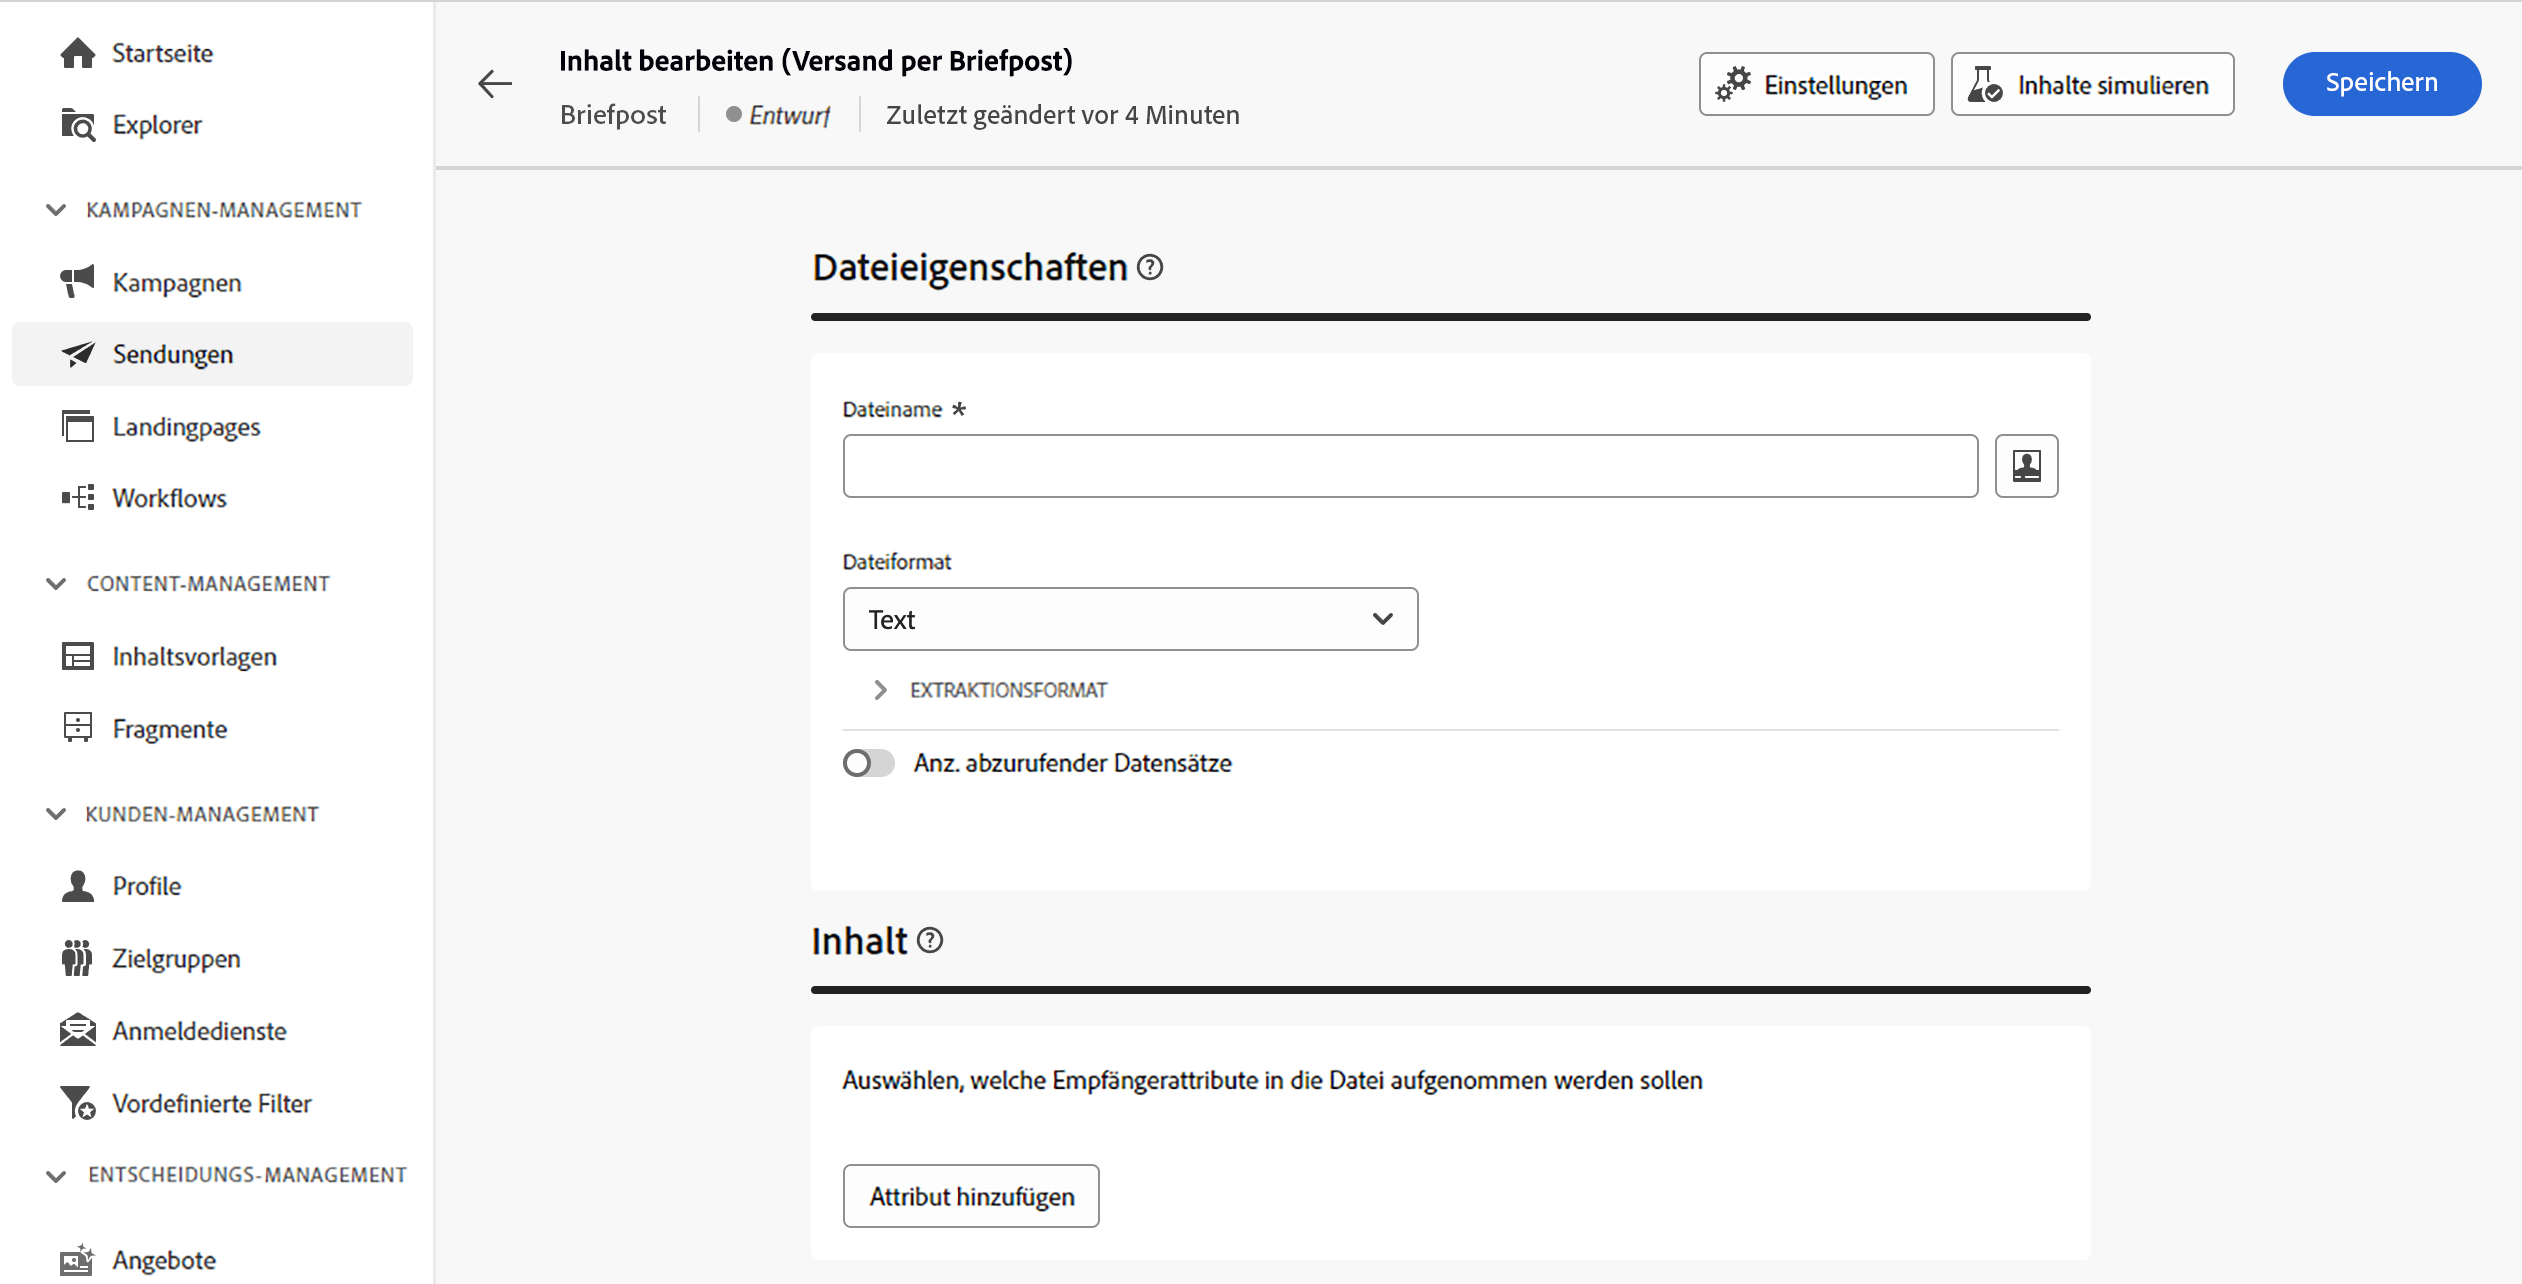 Startseite
Explorer
KAMPAGNEN-MANAGEMENT
Kampagnen
Sendungen
Landingpages
Workflows
CONTENT-MANAGEMENT
Inhaltsvorlagen
Fragmente
KUNDEN-MANAGEMENT
Profile
Zielgruppen
Anmeldedienste
Vordefinierte Filter
ENTSCHEIDUNGS-MANAGEMENT
Angebote
Inhalt bearbeiten (Versand per Briefpost)
Briefpost Entwurf Zuletzt geändert vor 4 Minuten
Einstellungen
Inhalte simulieren
Speichern
Dateieigenschaften
Dateiname *
Dateiformat
Text
EXTRAKTIONSFORMAT
Anz. abzurufender Datensätze
Inhalt
Auswählen, welche Empfängerattribute in die Datei aufgenommen werden sollen
Attribut hinzufügen